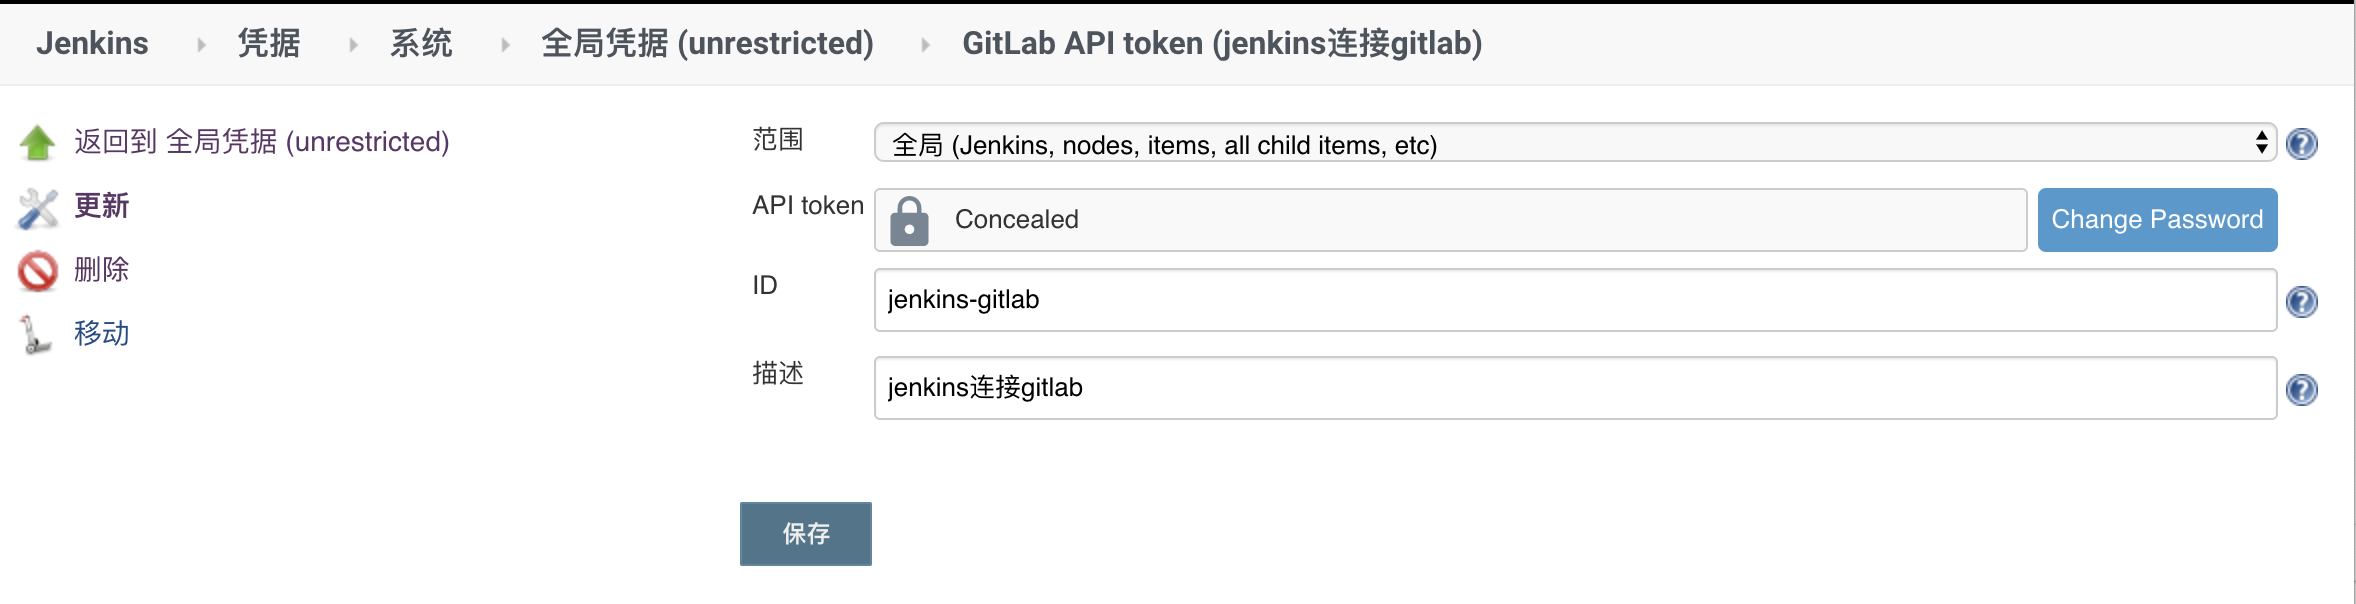 Jenkins 凭据 系统 全局凭据 (unrestricted) GitLab API token (jenkins连接gitlab)
返回到 全局凭据 (unrestricted)
更新
删除
移动
范围 全局 (Jenkins, nodes, items, all child items, etc)
API token Concealed Change Password
ID jenkins-gitlab
描述 jenkins连接gitlab
保存